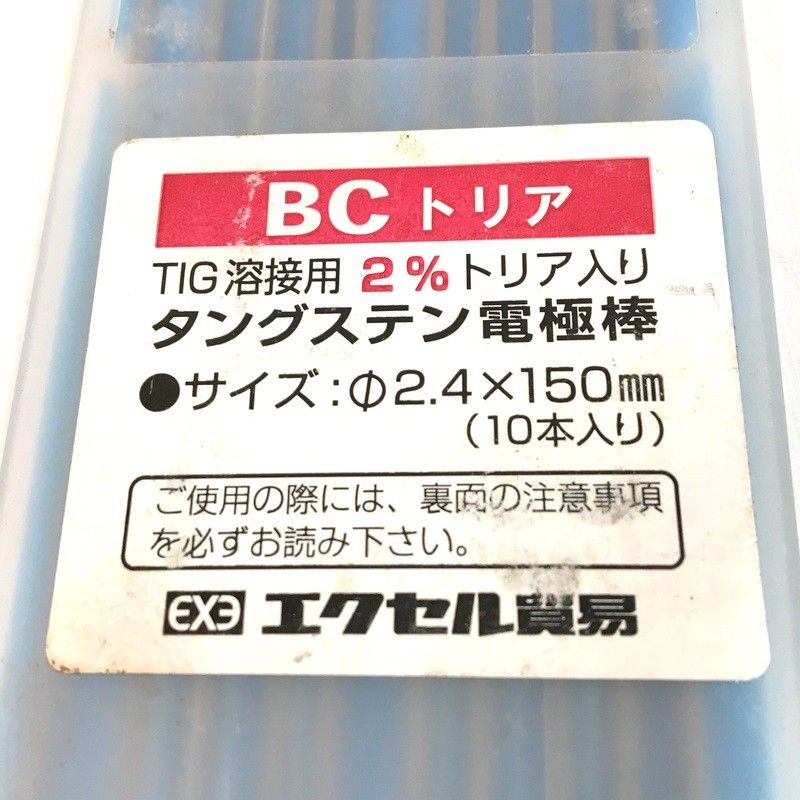 BCトリア
TIG溶接用 2%トリア入り
タングステン電極棒
●サイズ:Φ2.4×150㎜
(10本入り)
ご使用の際には、裏面の注意事項
を必ずお読み下さい。
EXE エクセル貿易